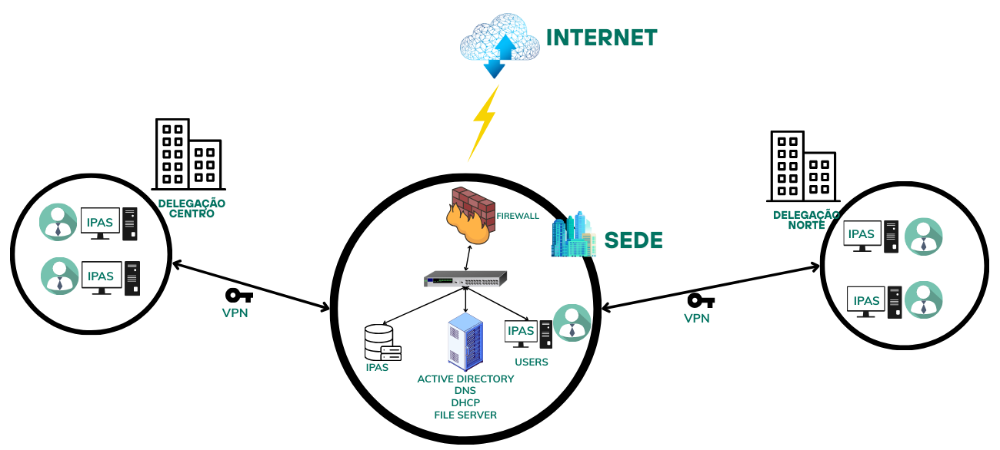 INTERNET
DELEGAÇÃO
CENTRO
IPAS
IPAS
VPN
FIREWALL
SEDE
IPAS
IPAS
USERS
ACTIVE DIRECTORY
DNS
DHCP
FILE SERVER
VPN
DELEGAÇÃO
NORTE
IPAS
IPAS